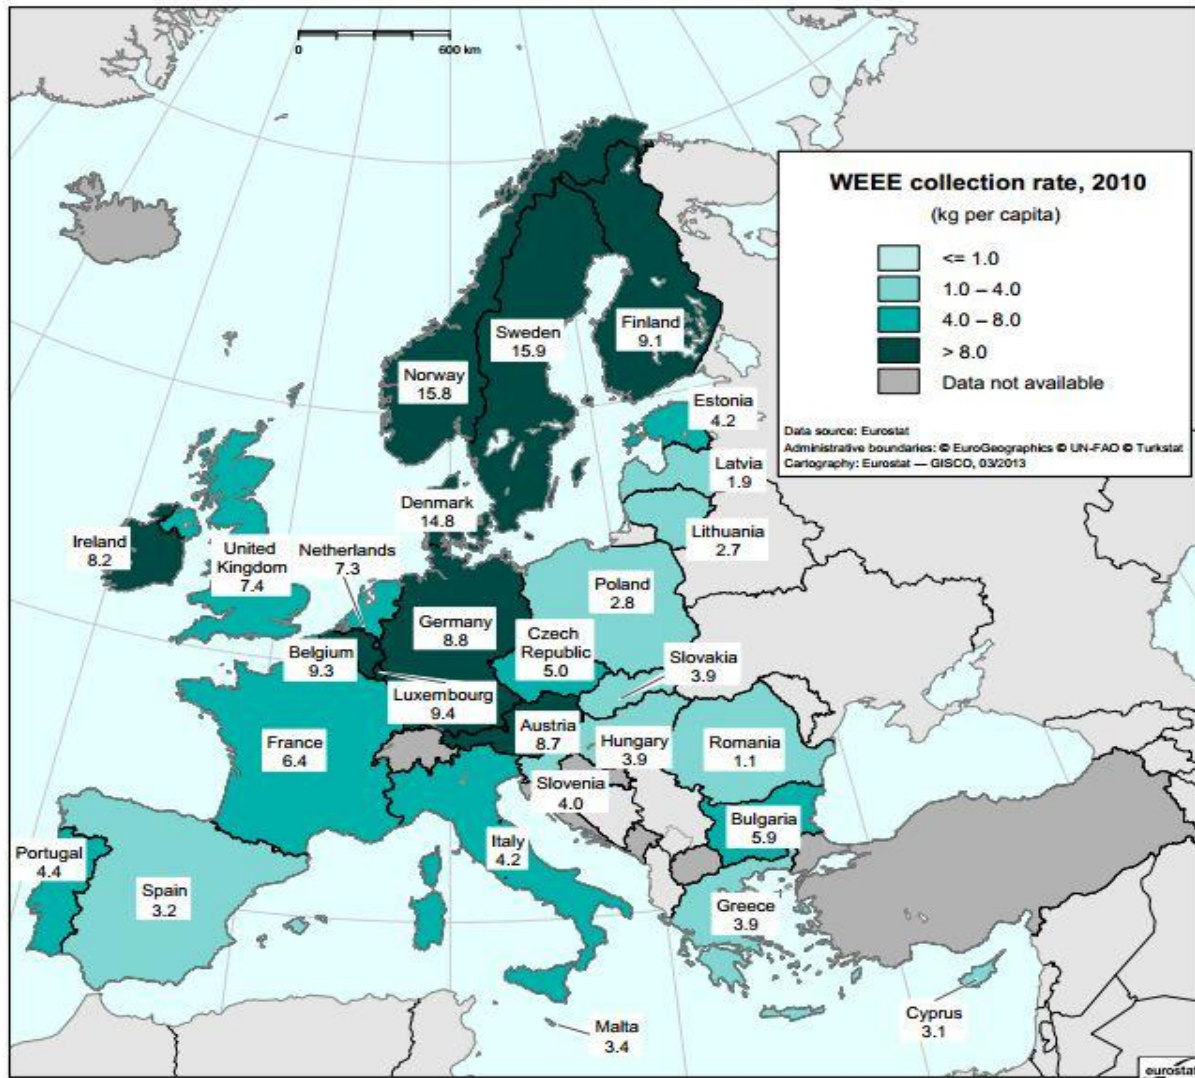 0 600 km
WEEE collection rate, 2010
(kg per capita)
<= 1.0
1.0 – 4.0
4.0 – 8.0
> 8.0
Data not available
Data source: Eurostat
Administrative boundaries: © EuroGeographics © UN-FAO © Turkstat
Cartography: Eurostat — GISCO, 03/2013
Sweden
15.9
Finland
9.1
Norway
15.8
Estonia
4.2
Latvia
1.9
Denmark
14.8
Lithuania
2.7
Ireland
8.2
United
Kingdom
7.4
Netherlands
7.3
Poland
2.8
Germany
8.8
Czech
Republic
5.0
Belgium
9.3
Slovakia
3.9
Luxembourg
9.4
Austria
8.7
France
6.4
Hungary
3.9
Romania
1.1
Slovenia
4.0
Bulgaria
5.9
Italy
4.2
Portugal
4.4
Spain
3.2
Greece
3.9
Cyprus
3.1
Malta
3.4
eurostat